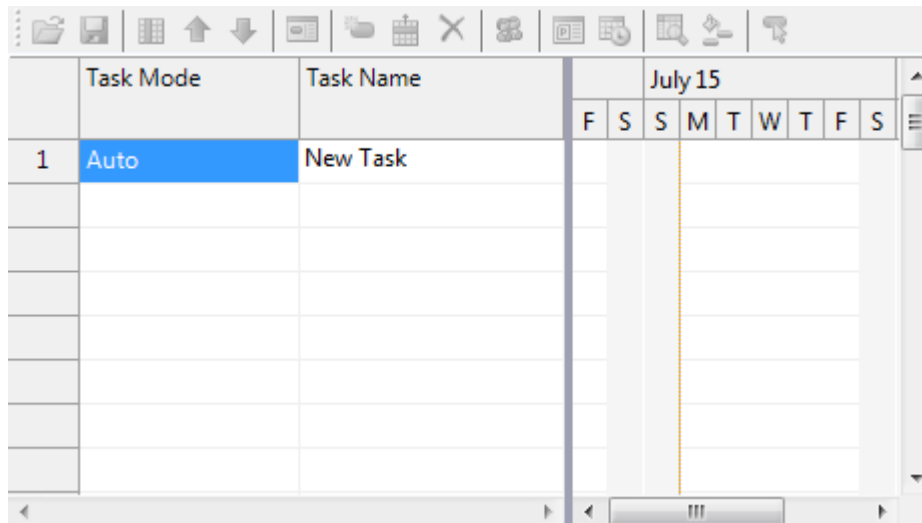 Task Mode Task Name July 15
F S S M T W T F S
1 Auto New Task